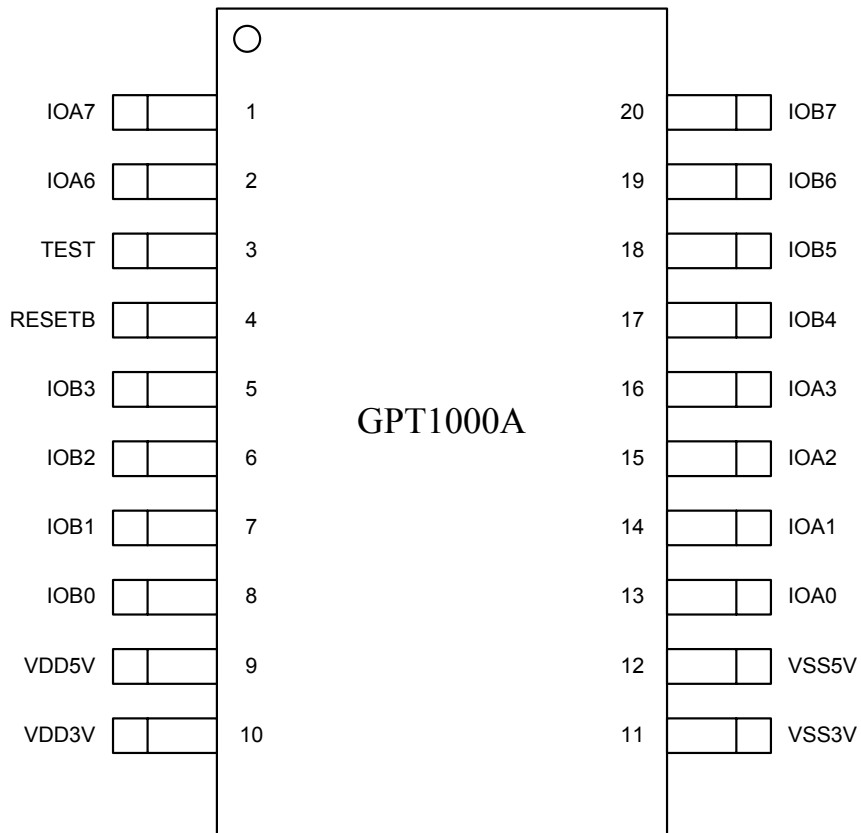 IOA7 1 20 IOB7
IOA6 2 19 IOB6
TEST 3 18 IOB5
RESETB 4 17 IOB4
IOB3 5 16 IOA3
GPT1000A
IOB2 6 15 IOA2
IOB1 7 14 IOA1
IOB0 8 13 IOA0
VDD5V 9 12 VSS5V
VDD3V 10 11 VSS3V